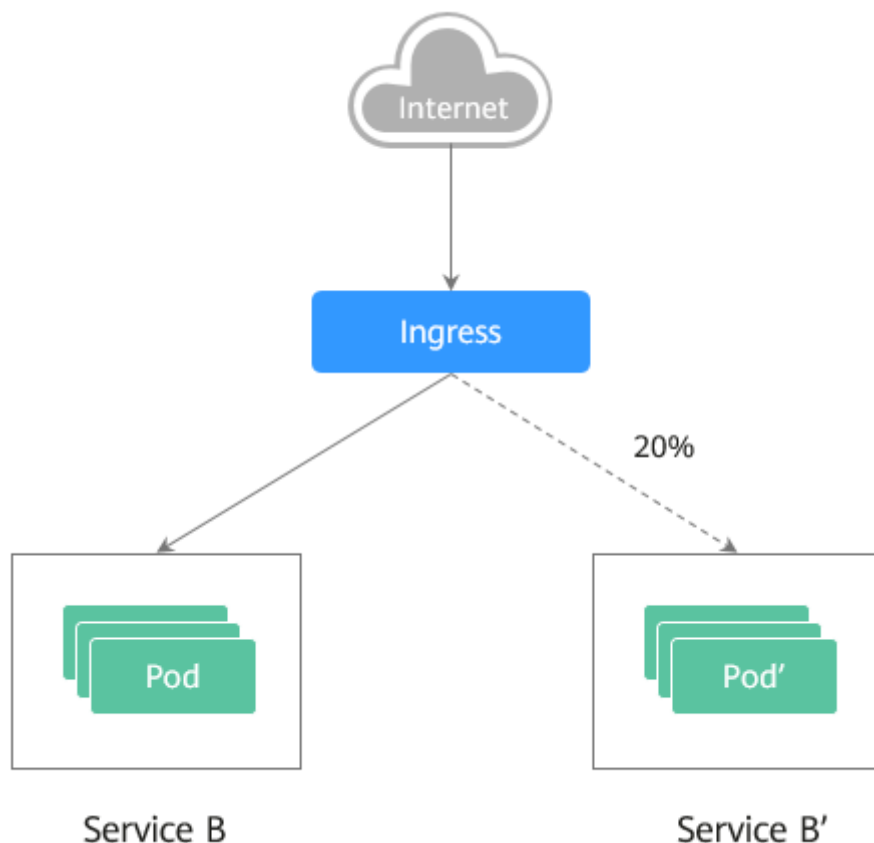 Internet
Ingress
20%
Pod
Pod’
Service B
Service B’